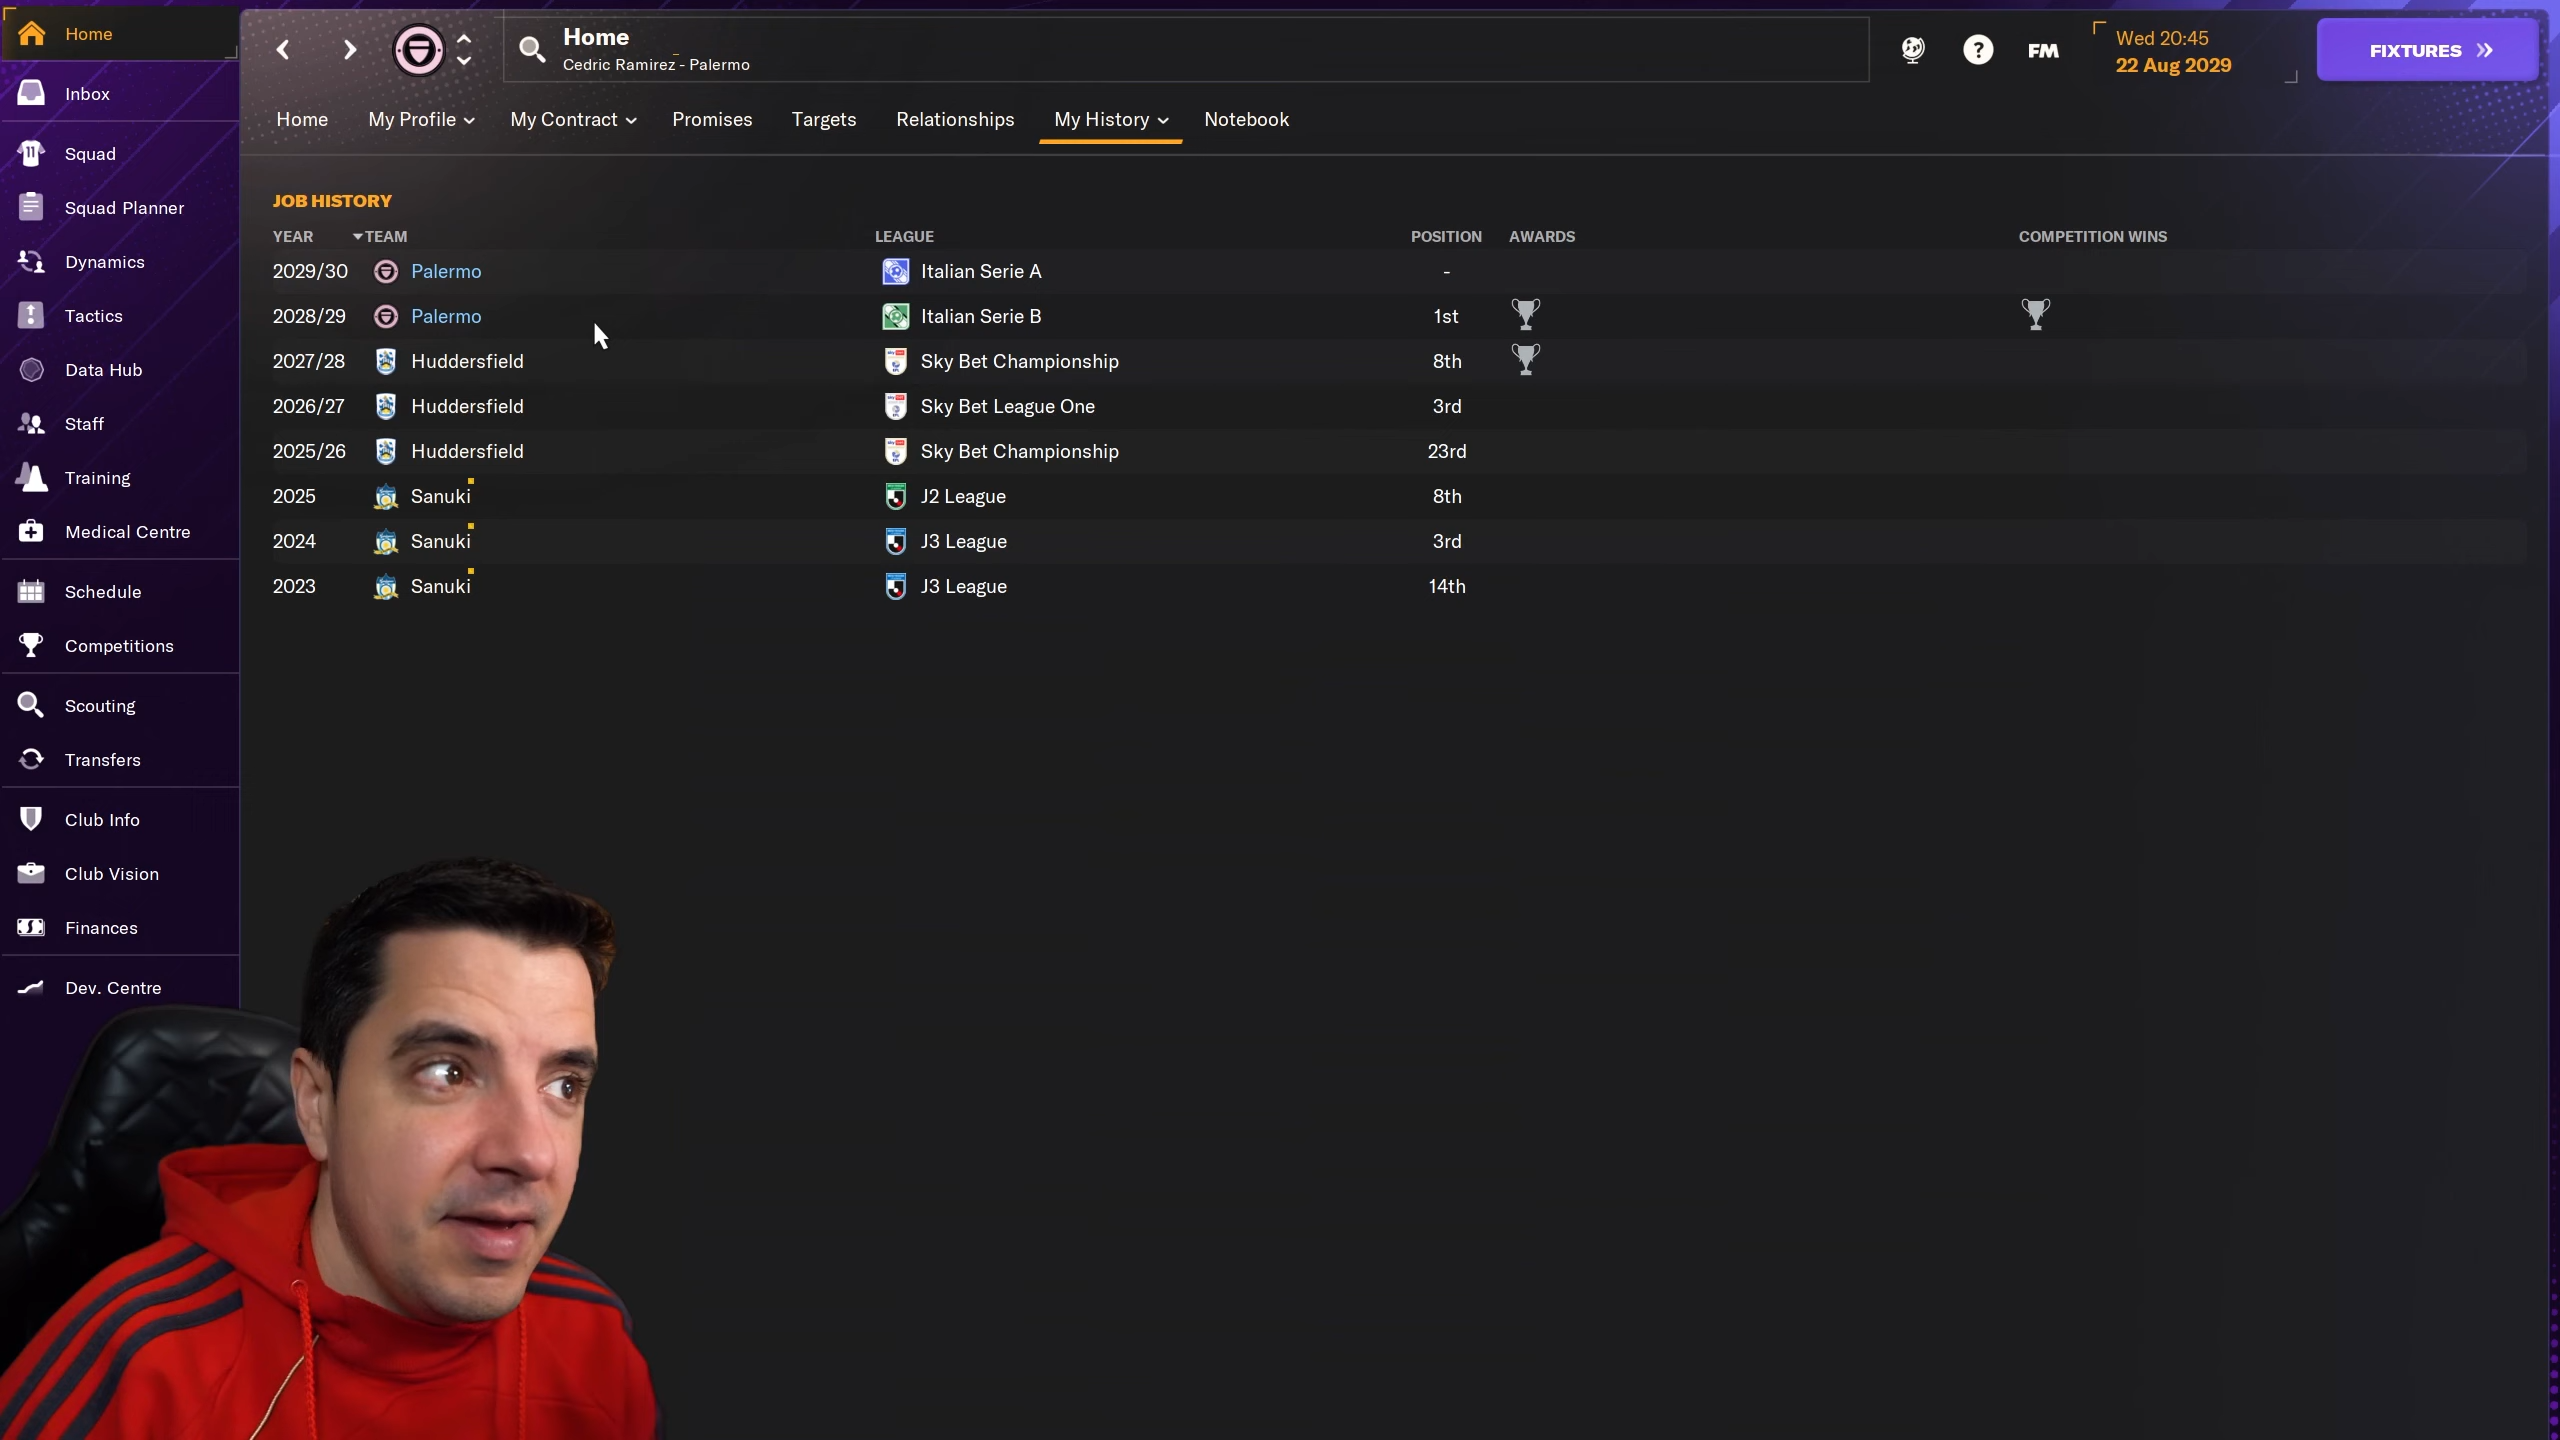 Home
Inbox
Squad
Squad Planner
Dynamics
Tactics
Data Hub
Staff
Training
Medical Centre
Schedule
Competitions
Scouting
Transfers
Club Info
Club Vision
Finances
Dev. Centre
Home
Cedric Ramirez - Palermo
FM
Wed 20:45
22 Aug 2029
FIXTURES
Home My Profile My Contract Promises Targets Relationships My History Notebook
JOB HISTORY
YEAR TEAM LEAGUE POSITION AWARDS COMPETITION WINS
2029/30 Palermo Italian Serie A -
2028/29 Palermo Italian Serie B 1st
2027/28 Huddersfield Sky Bet Championship 8th
2026/27 Huddersfield Sky Bet League One 3rd
2025/26 Huddersfield Sky Bet Championship 23rd
2025 Sanuki J2 League 8th
2024 Sanuki J3 League 3rd
2023 Sanuki J3 League 14th